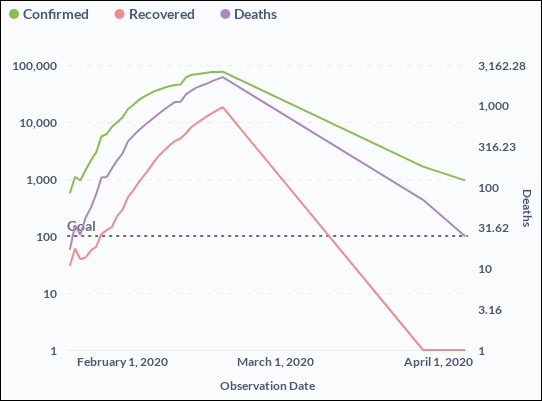 Confirmed Recovered Deaths
100,000 3,162.28
1,000
10,000
316.23
1,000
100
Goal
31.62
100
10
10
3.16
1 1
Deaths
February 1, 2020 March 1, 2020 April 1, 2020
Observation Date